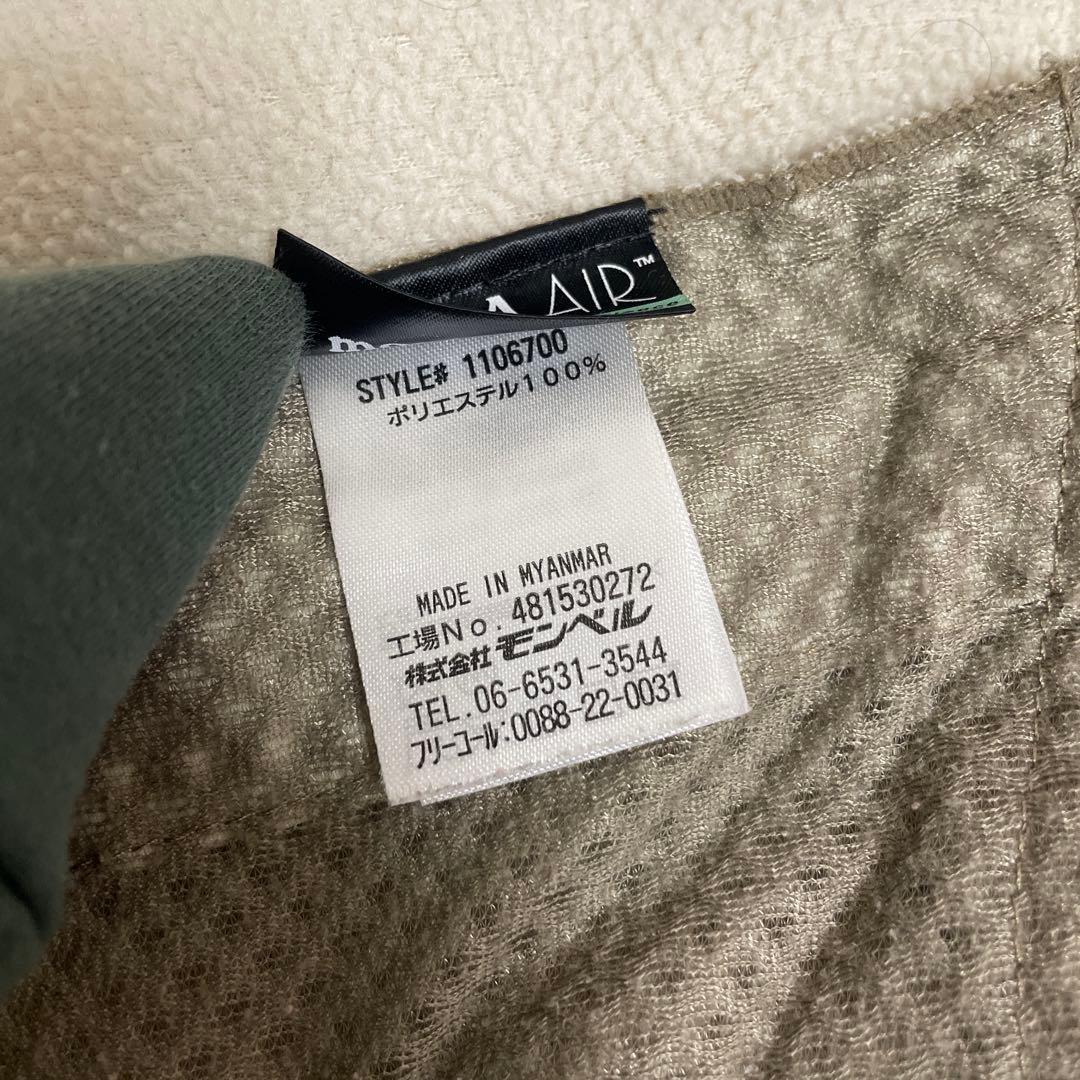 AIR™
STYLE# 1106700
ポリエステル100%
MADE IN MYANMAR
工場No. 481530272
株式会社 モンベル
TEL.06-6531-3544
フリーコール:0088-22-0031